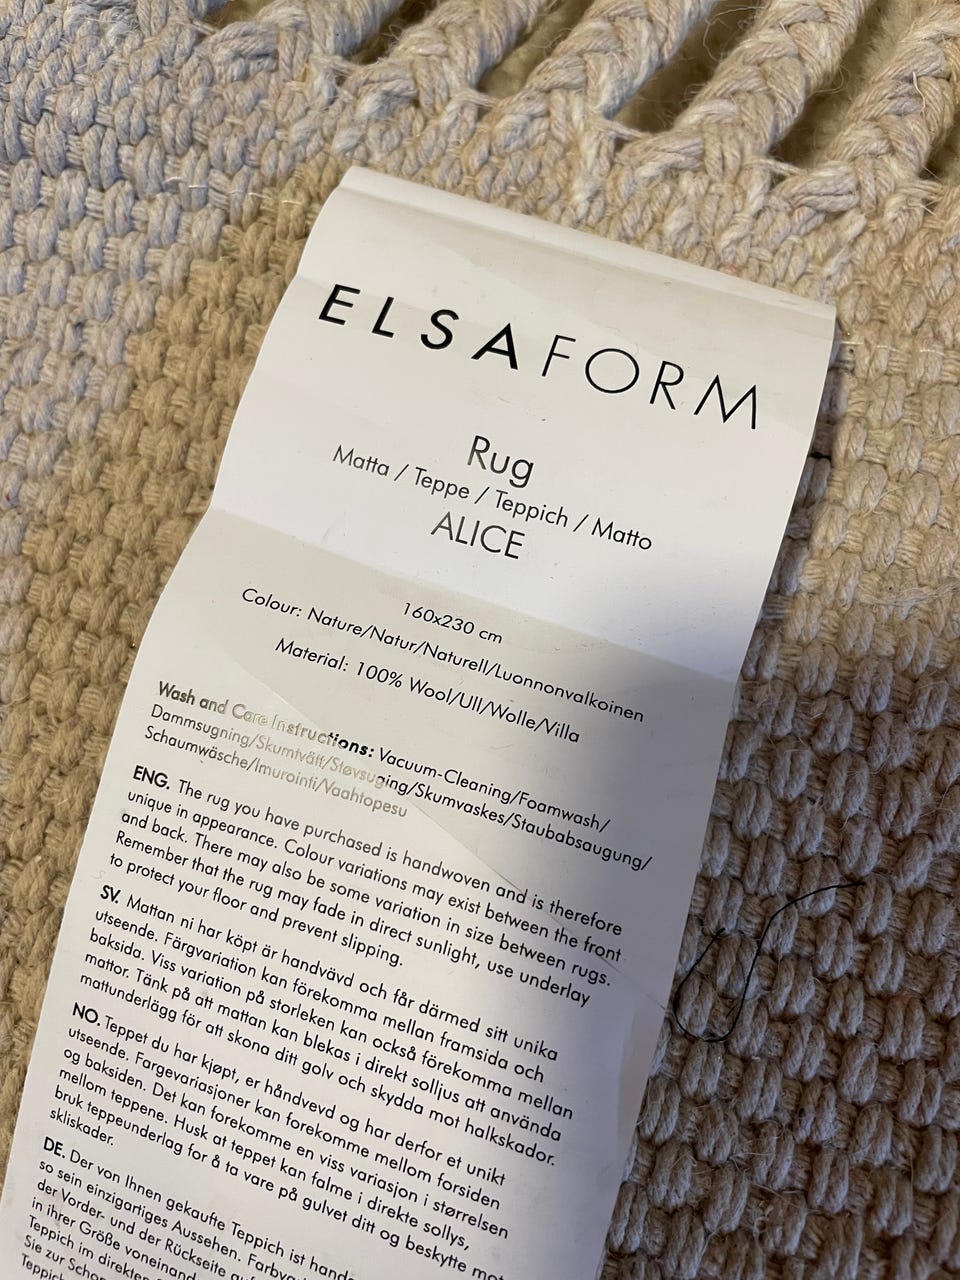 ELSAFORM
Rug
Matta / Teppe / Teppich / Matto
ALICE
160x230 cm
Colour: Nature/Natur/Naturell/Luonnonvalkoinen
Material: 100% Wool/Ull/Wolle/Villa
Wash and Care Instructions: Vacuum-Cleaning/Foamwash/
Dammsugning/Skumtvätt/Støvsuging/Skumvaskes/Staubabsaugung/
Schaumwäsche/Imurointi/Vaahtopesu
ENG. The rug you have purchased is handwoven and is therefore
unique in appearance. Colour variations may exist between the front
and back. There may also be some variation in size between rugs.
Remember that the rug may fade in direct sunlight, use underlay
to protect your floor and prevent slipping.
SV. Mattan ni har köpt är handvävd och får därmed sitt unika
utseende. Färgvariation kan förekomma mellan framsida och
baksida. Viss variation på storleken kan också förekomma mellan
mattor. Tänk på att mattan kan blekas i direkt solljus att använda
mattunderlägg för att skona ditt golv och skydda mot halkskador.
NO. Teppet du har kjøpt, er håndvevd og har derfor et unikt
utseende. Fargevariasjoner kan forekomme mellom forsiden
og baksiden. Det kan forekomme en viss variasjon i størrelsen
mellom teppene. Husk at teppet kan falme i direkte sollys,
bruk teppeunderlag for å ta vare på gulvet ditt og beskytte mot
skliskader.
DE. Der von Ihnen gekaufte Teppich ist hand
so sein einzigartiges Aussehen. Farbva
der Vorder- und der Rückseite auf
in ihrer Größe voneinand
Teppich im direkten
Sie zur Schon
Teppich